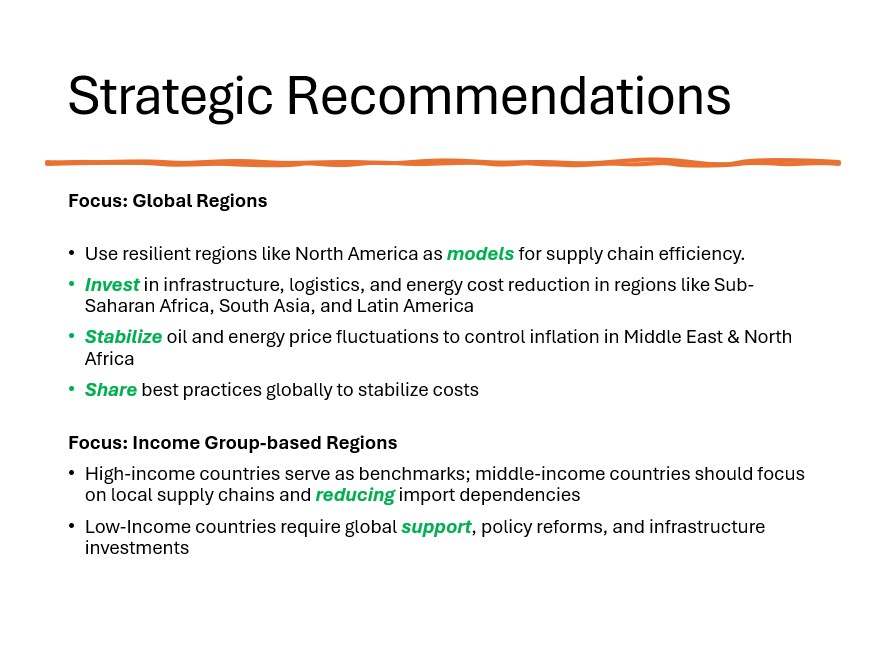 Strategic Recommendations
Focus: Global Regions
• Use resilient regions like North America as models for supply chain efficiency.
• Invest in infrastructure, logistics, and energy cost reduction in regions like Sub-
Saharan Africa, South Asia, and Latin America
• Stabilize oil and energy price fluctuations to control inflation in Middle East & North
Africa
• Share best practices globally to stabilize costs
Focus: Income Group-based Regions
• High-income countries serve as benchmarks; middle-income countries should focus
on local supply chains and reducing import dependencies
• Low-Income countries require global support, policy reforms, and infrastructure
investments